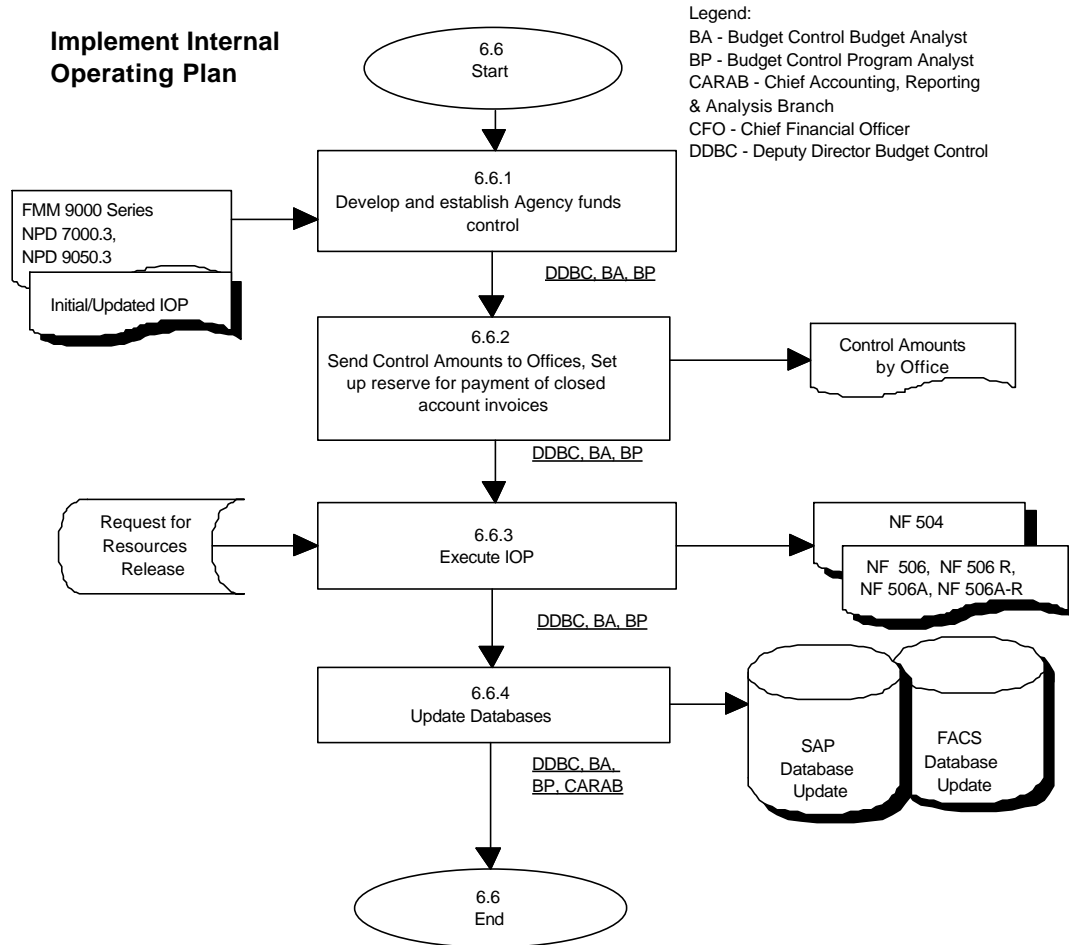 Implement Internal
Operating Plan
Legend:
BA - Budget Control Budget Analyst
BP - Budget Control Program Analyst
CARAB - Chief Accounting, Reporting
& Analysis Branch
CFO - Chief Financial Officer
DDBC - Deputy Director Budget Control
6.6
Start
6.6.1
Develop and establish Agency funds
control
FMM 9000 Series
NPD 7000.3,
NPD 9050.3
Initial/Updated IOP
DDBC, BA, BP
6.6.2
Send Control Amounts to Offices, Set
up reserve for payment of closed
account invoices
Control Amounts
by Office
DDBC, BA, BP
Request for
Resources
Release
6.6.3
Execute IOP
NF 504
NF 506, NF 506 R,
NF 506A, NF 506A-R
DDBC, BA, BP
6.6.4
Update Databases
SAP
Database
Update
FACS
Database
Update
DDBC, BA,
BP, CARAB
6.6
End